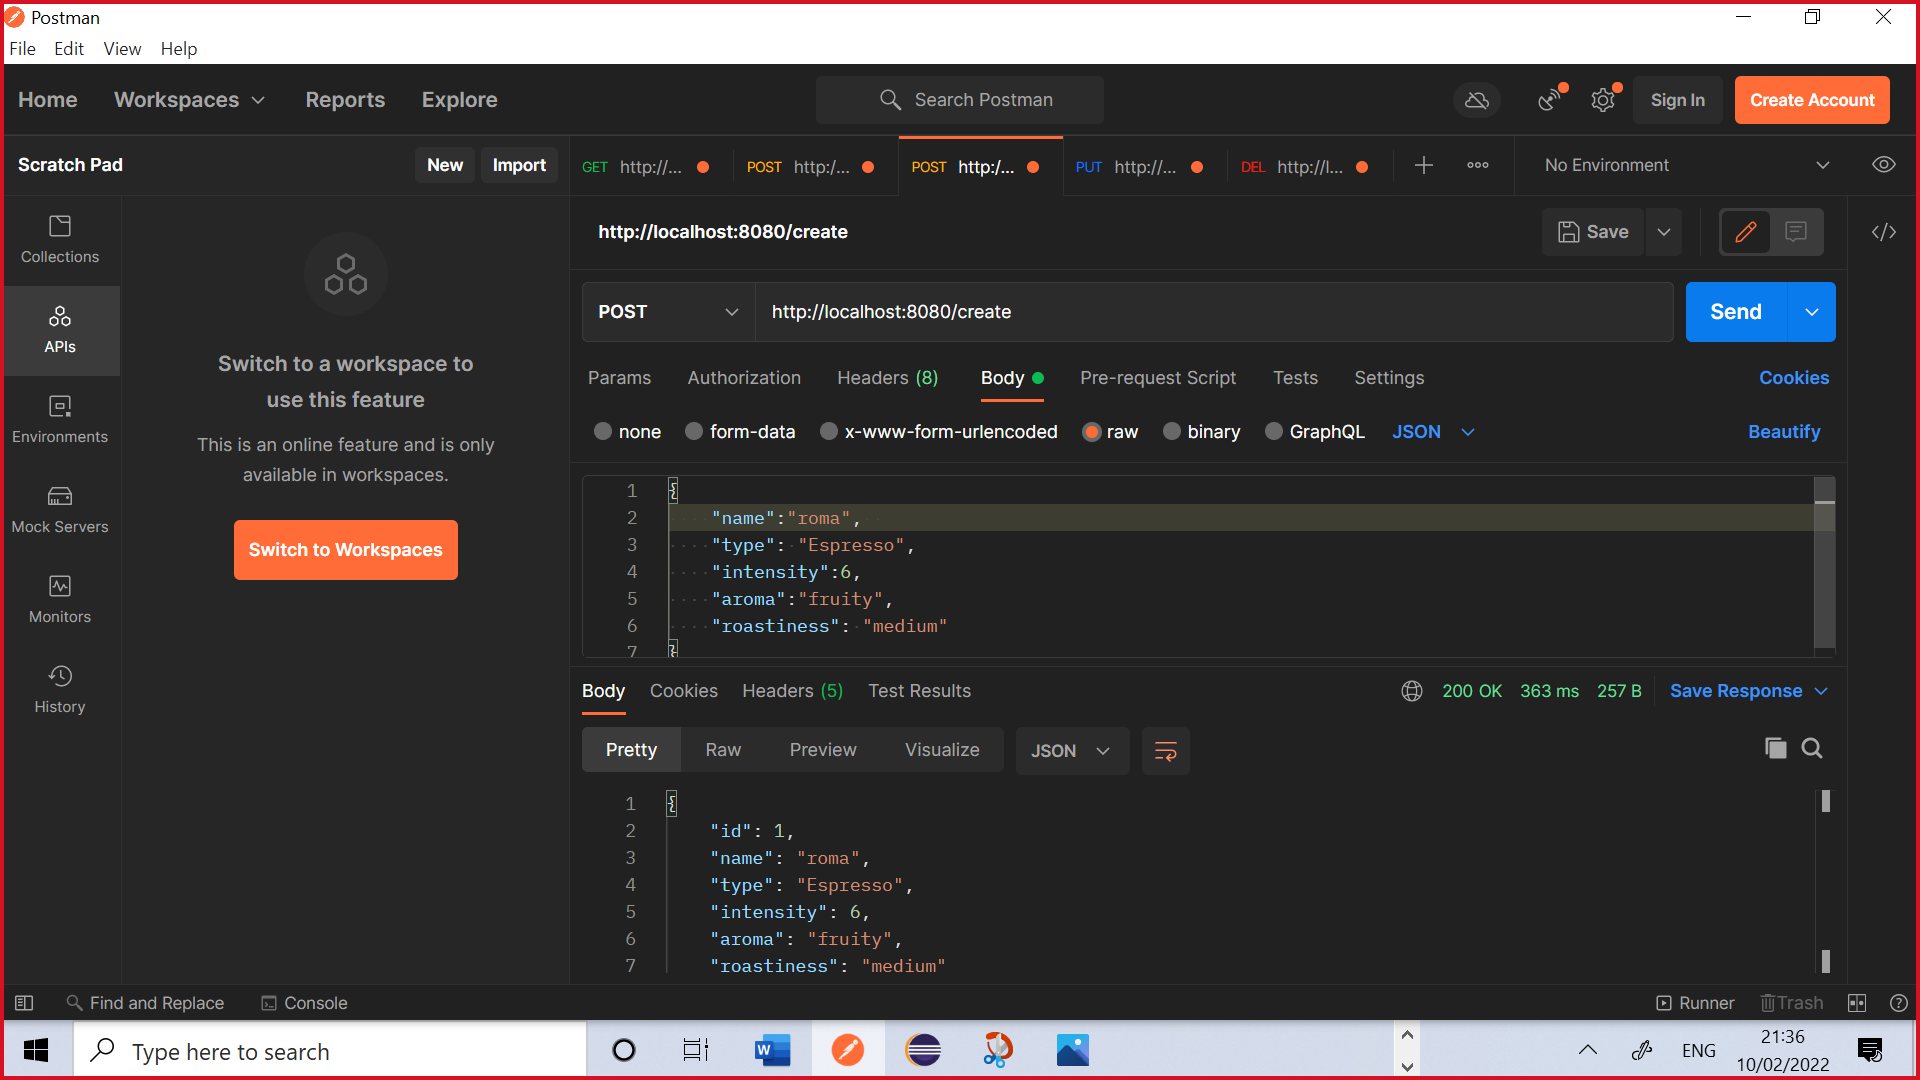 Postman
File Edit View Help
Home Workspaces Reports Explore Search Postman Sign In Create Account
Scratch Pad New Import GET http://... POST http:/... POST http:/... PUT http://... DEL http://l... No Environment
http://localhost:8080/create Save
Collections
APIs
Environments
Mock Servers
Monitors
History
Switch to a workspace to
use this feature
This is an online feature and is only
available in workspaces.
Switch to Workspaces
POST http://localhost:8080/create Send
Params Authorization Headers (8) Body Pre-request Script Tests Settings Cookies
none form-data x-www-form-urlencoded raw binary GraphQL JSON Beautify
1 {
2 "name":"roma",
3 "type": "Espresso",
4 "intensity":6,
5 "aroma":"fruity",
6 "roastiness": "medium"
7 }
Body Cookies Headers (5) Test Results 200 OK 363 ms 257 B Save Response
Pretty Raw Preview Visualize JSON
1 {
2 "id": 1,
3 "name": "roma",
4 "type": "Espresso",
5 "intensity": 6,
6 "aroma": "fruity",
7 "roastiness": "medium"
Find and Replace Console Runner Trash
Type here to search W ENG 21:36
10/02/2022